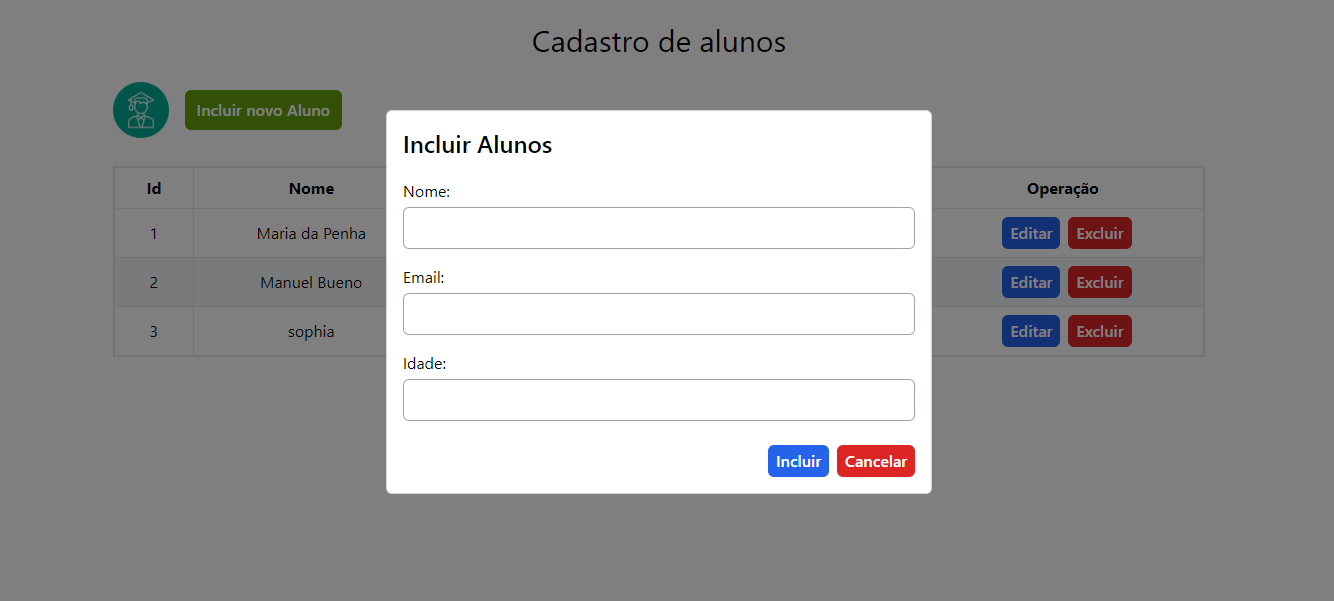 Cadastro de alunos
Incluir novo Aluno
Id Nome Operação
1 Maria da Penha Editar Excluir
2 Manuel Bueno Editar Excluir
3 sophia Editar Excluir
Incluir Alunos
Nome:
Email:
Idade:
Incluir Cancelar